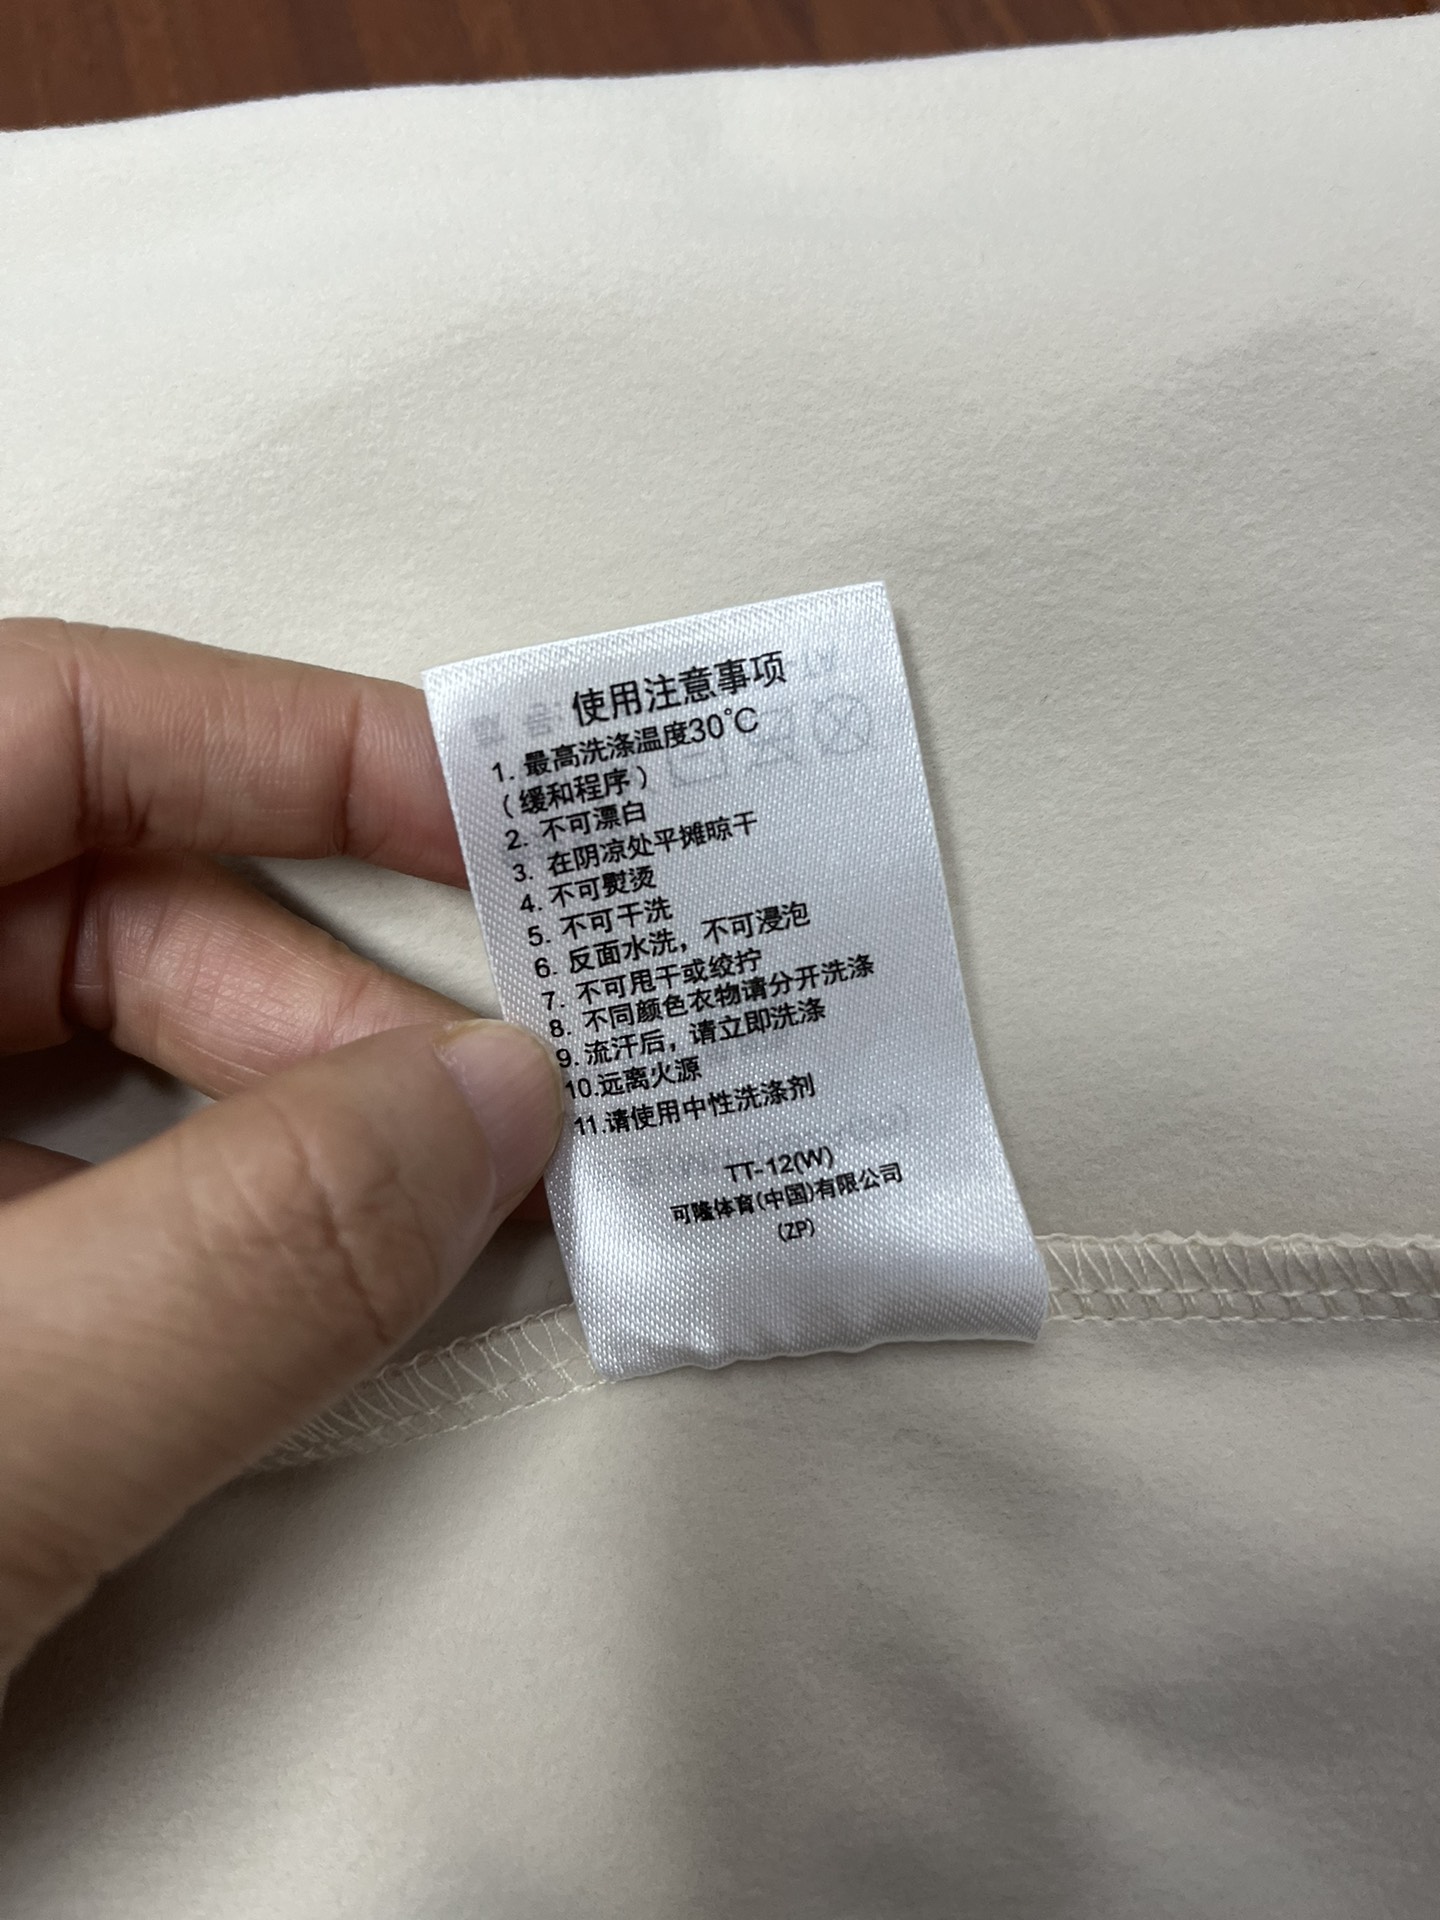 使用注意事项
1. 最高洗涤温度30℃
(缓和程序)
2. 不可漂白
3. 在阴凉处平摊晾干
4. 不可熨烫
5. 不可干洗
6. 反面水洗，不可浸泡
7. 不可甩干或绞拧
8. 不同颜色衣物请分开洗涤
9. 流汗后，请立即洗涤
10.远离火源
11.请使用中性洗涤剂
TT-12(W)
可隆体育(中国)有限公司
(ZP)